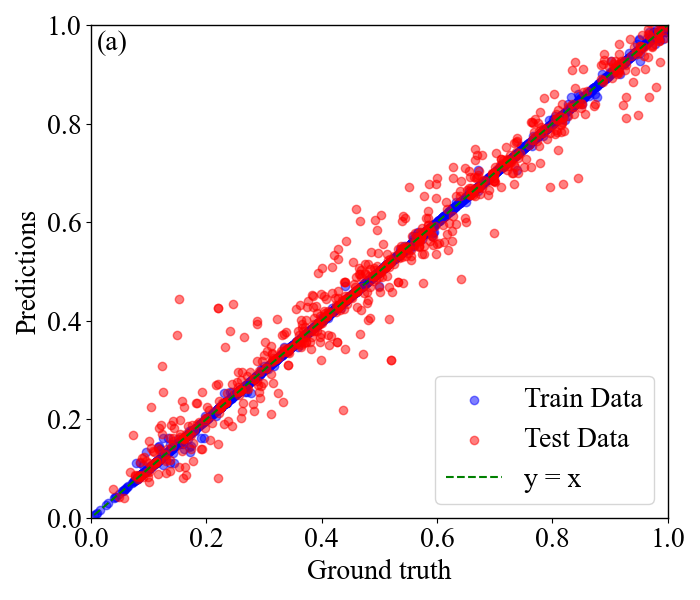 (a)
1.0
0.8
0.6
0.4
0.2
0.0
Predictions
Train Data
Test Data
y = x
0.0 0.2 0.4 0.6 0.8 1.0
Ground truth